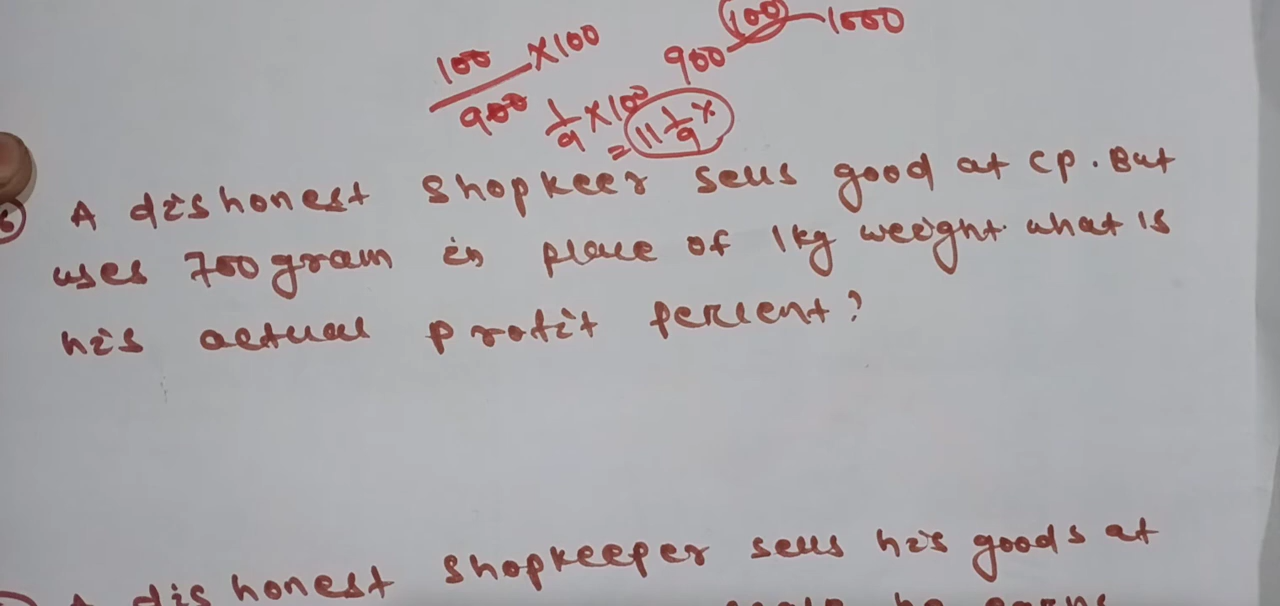 100/900 ×100
900 100 1000
1/9 ×100
= 11 1/9 %
A dishonest shopkeer sells good at CP. But
uses 700 gram in place of 1kg weight. what is
his actual profit percent?
A dishonest shopkeeper sells his goods at
he earns